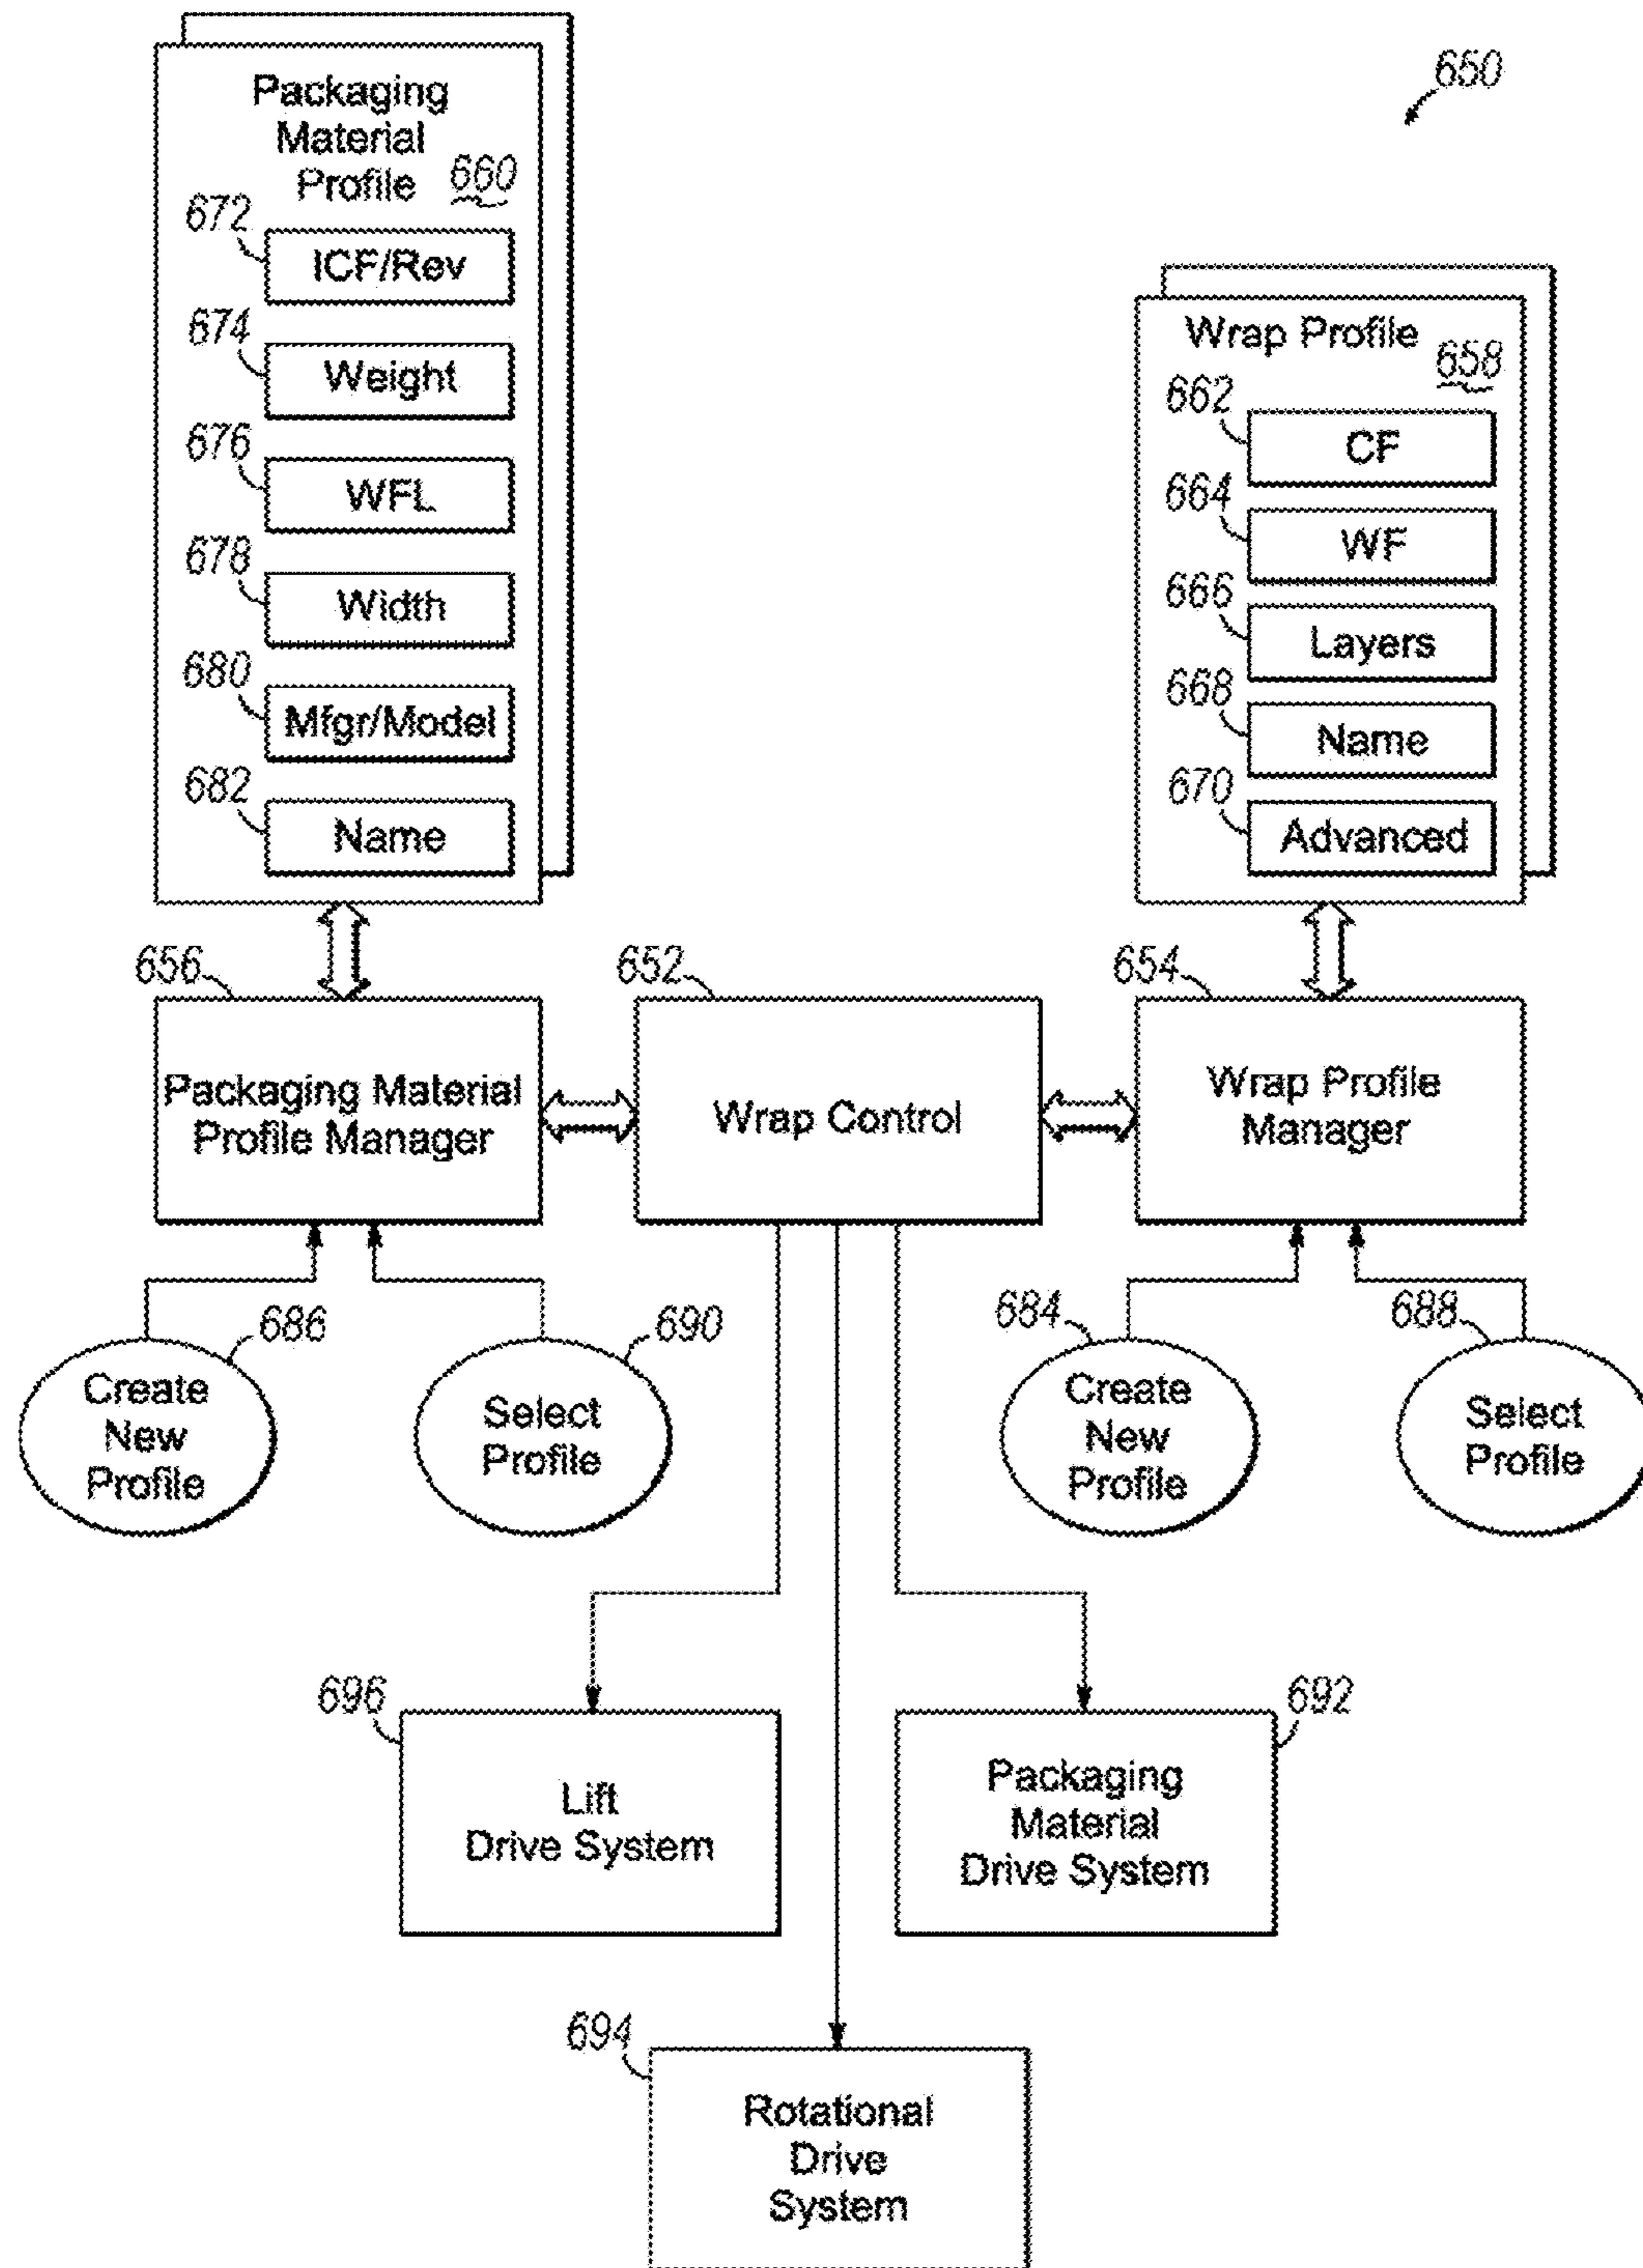 650
Packaging
Material
Profile 660
672
ICF/Rev
674
Weight
676
WFL
678
Width
680
Mfgr/Model
682
Name
Wrap Profile
658
662
CF
664
WF
666
Layers
668
Name
670
Advanced
656
Packaging Material
Profile Manager
652
Wrap Control
654
Wrap Profile
Manager
686
Create
New
Profile
690
Select
Profile
684
Create
New
Profile
688
Select
Profile
696
Lift
Drive System
692
Packaging
Material
Drive System
694
Rotational
Drive
System